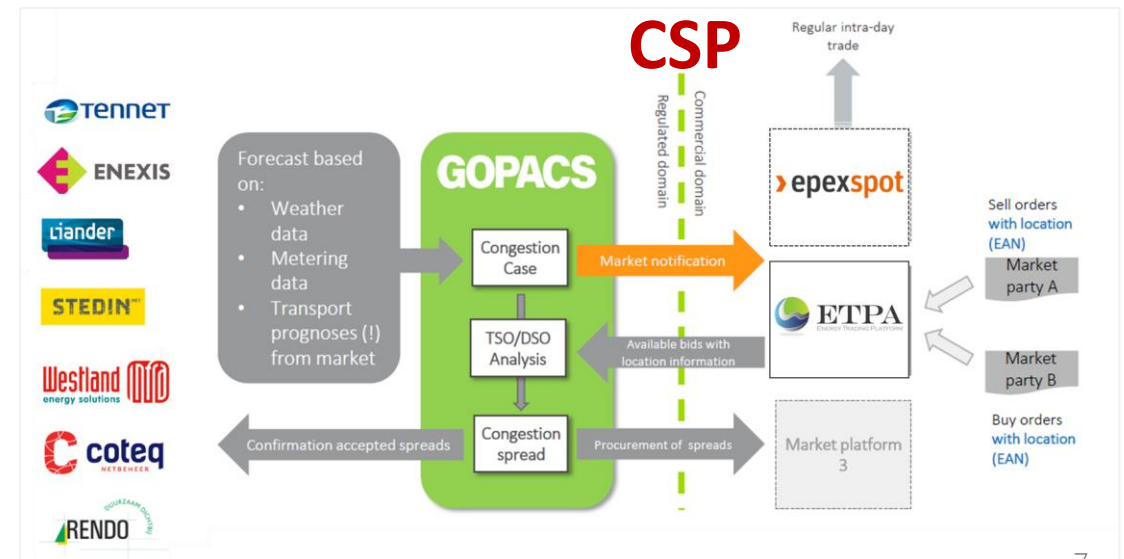 CSP
Regular intra-day
trade
TENNET
ENEXIS
Liander
STEDIN
Westland
energy solutions
coteq
NETBEHEER
DUURZAAM DICHTBIJ
RENDO
Forecast based
on:
• Weather
data
• Metering
data
• Transport
prognoses (!)
from market
GOPACS
Regulated domain
Commercial domain
Congestion
Case
Market notification
TSO/DSO
Analysis
Available bids with
location information
Congestion
spread
Confirmation accepted spreads
Procurement of spreads
epexspot
ETPA
ENERGY TRADING PLATFORM
Market platform
3
Sell orders
with location
(EAN)
Market
party A
Market
party B
Buy orders
with location
(EAN)
7